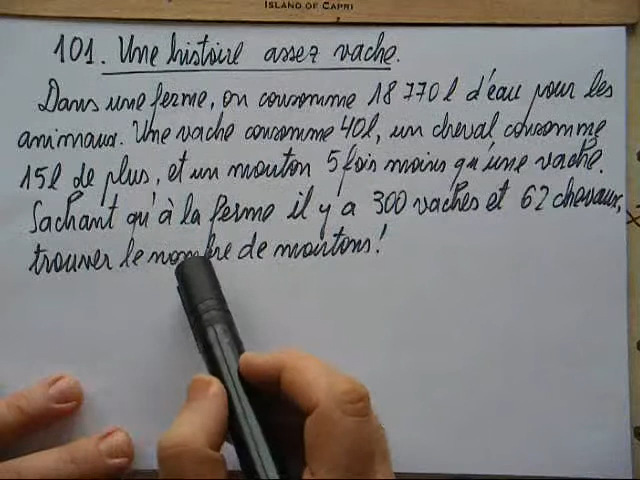 ISLAND OF CAPRI
101. Une histoire assez vache.
Dans une ferme, on consomme 18 770 l d'eau pour les
animaux. Une vache consomme 40l, un cheval consomme
15l de plus, et un mouton 5 fois moins qu'une vache.
Sachant qu'à la ferme il y a 300 vaches et 62 chevaux,
trouver le nombre de moutons!